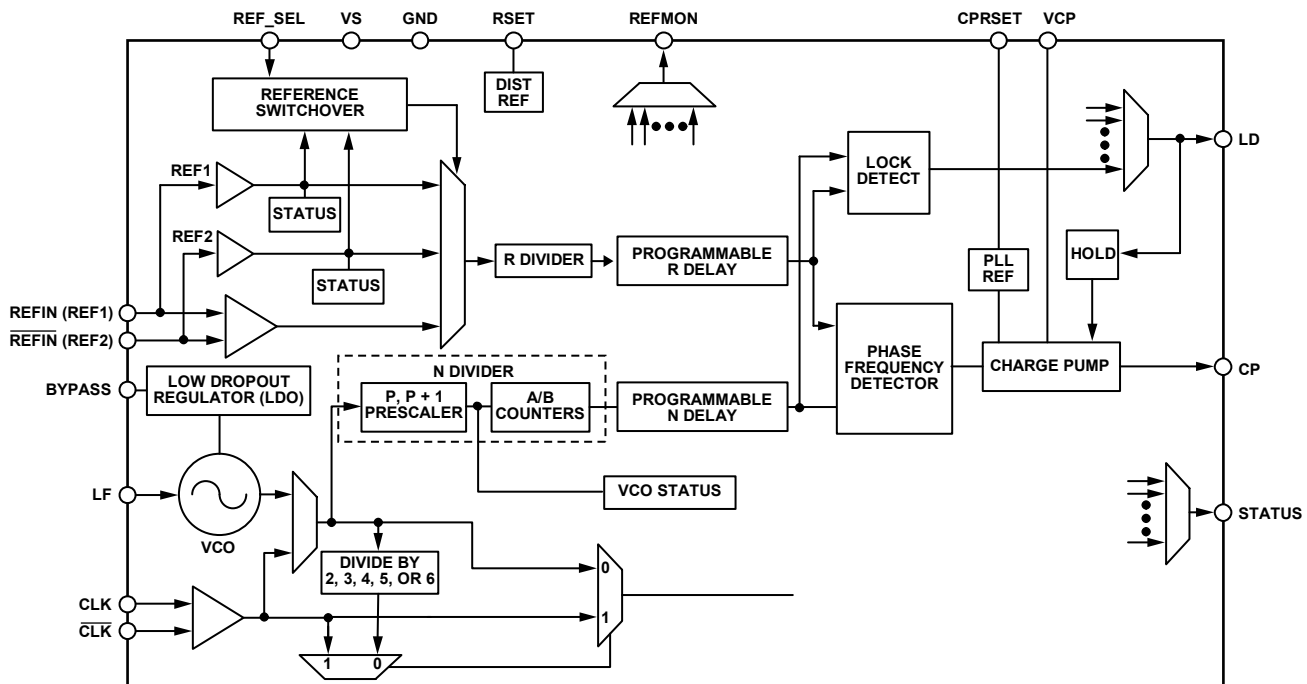 REF_SEL
VS
GND
RSET
REFMON
CPRSET
VCP
REFERENCE
SWITCHOVER
DIST
REF
REF1
STATUS
REF2
STATUS
LOCK
DETECT
LD
R DIVIDER
PROGRAMMABLE
R DELAY
PLL
REF
HOLD
REFIN (REF1)
REFIN (REF2)
BYPASS
LOW DROPOUT
REGULATOR (LDO)
N DIVIDER
P, P + 1
PRESCALER
A/B
COUNTERS
PROGRAMMABLE
N DELAY
PHASE
FREQUENCY
DETECTOR
CHARGE PUMP
CP
LF
VCO
VCO STATUS
STATUS
DIVIDE BY
2, 3, 4, 5, OR 6
0
1
CLK
CLK
1 0